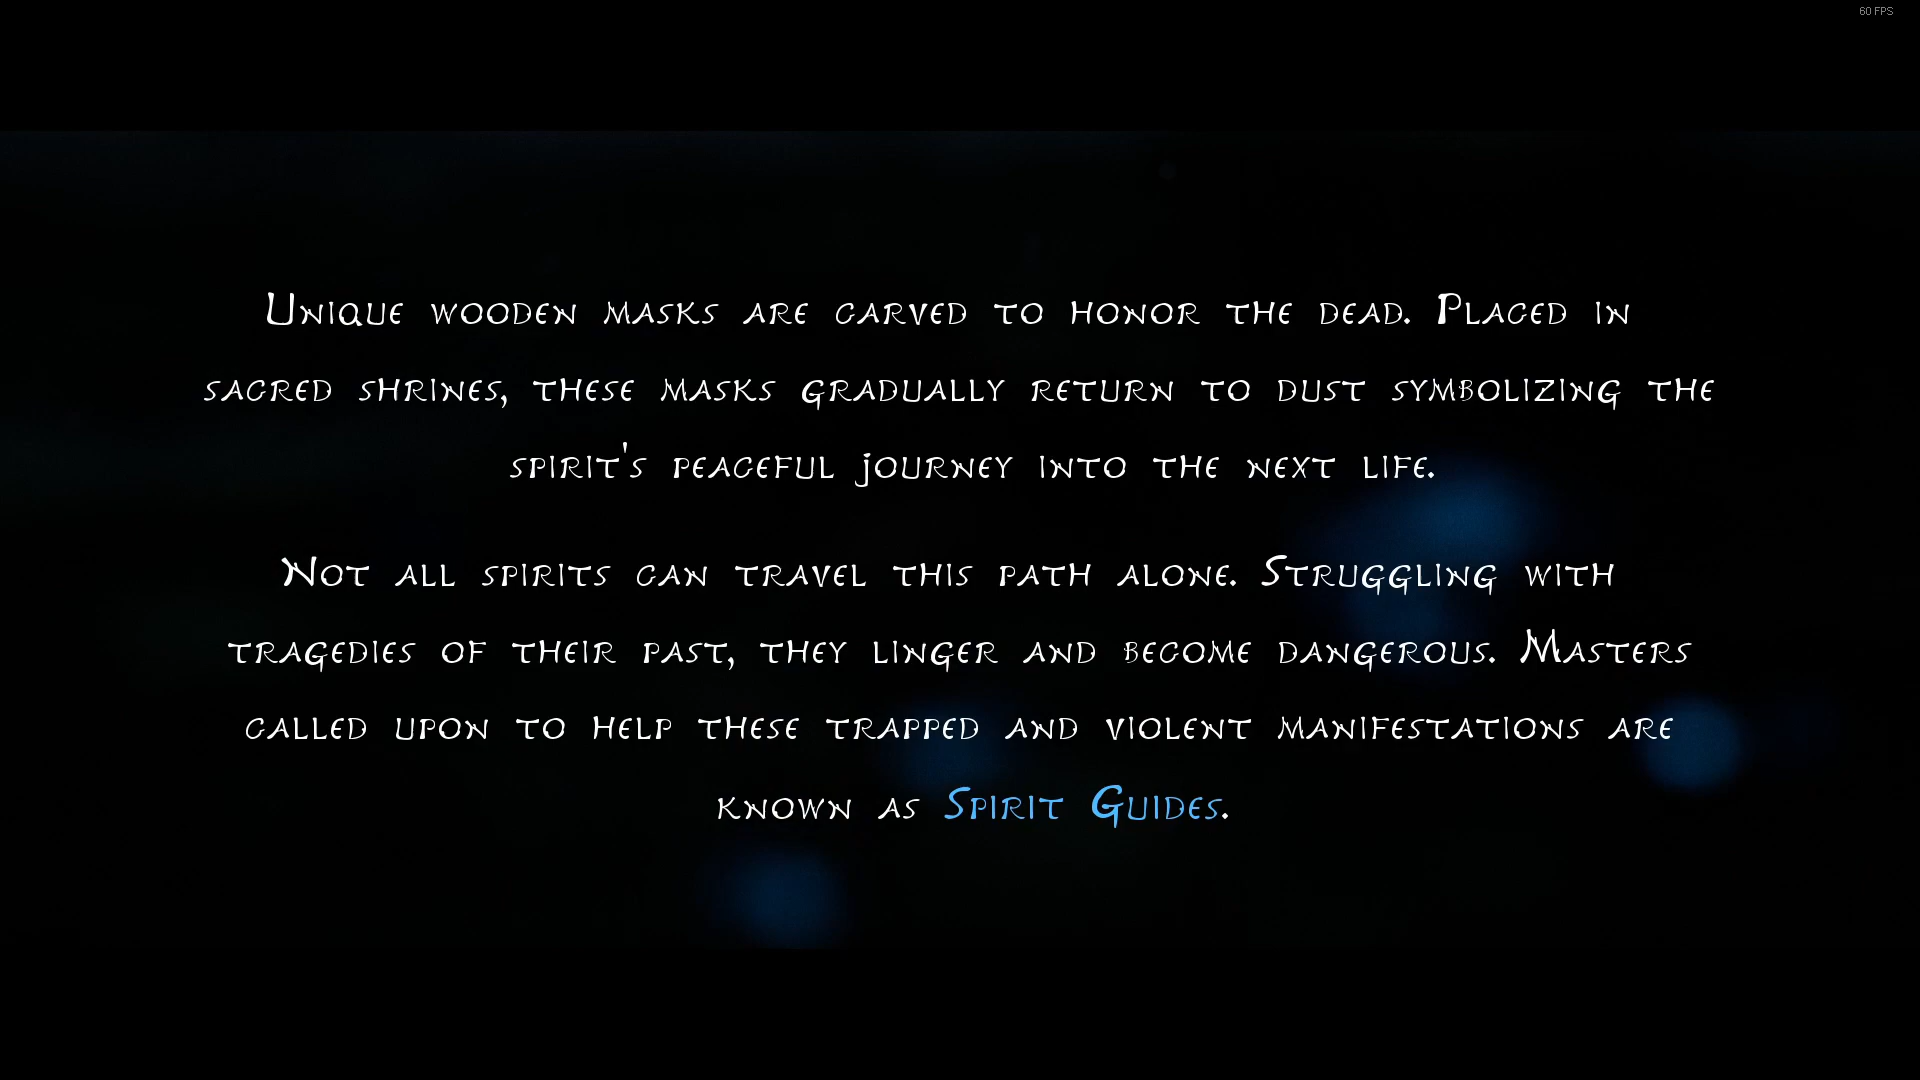 60 FPS
Unique wooden masks are carved to honor the dead. Placed in
sacred shrines, these masks gradually return to dust symbolizing the
spirit's peaceful journey into the next life.
Not all spirits can travel this path alone. Struggling with
tragedies of their past, they linger and become dangerous. Masters
called upon to help these trapped and violent manifestations are
known as Spirit Guides.